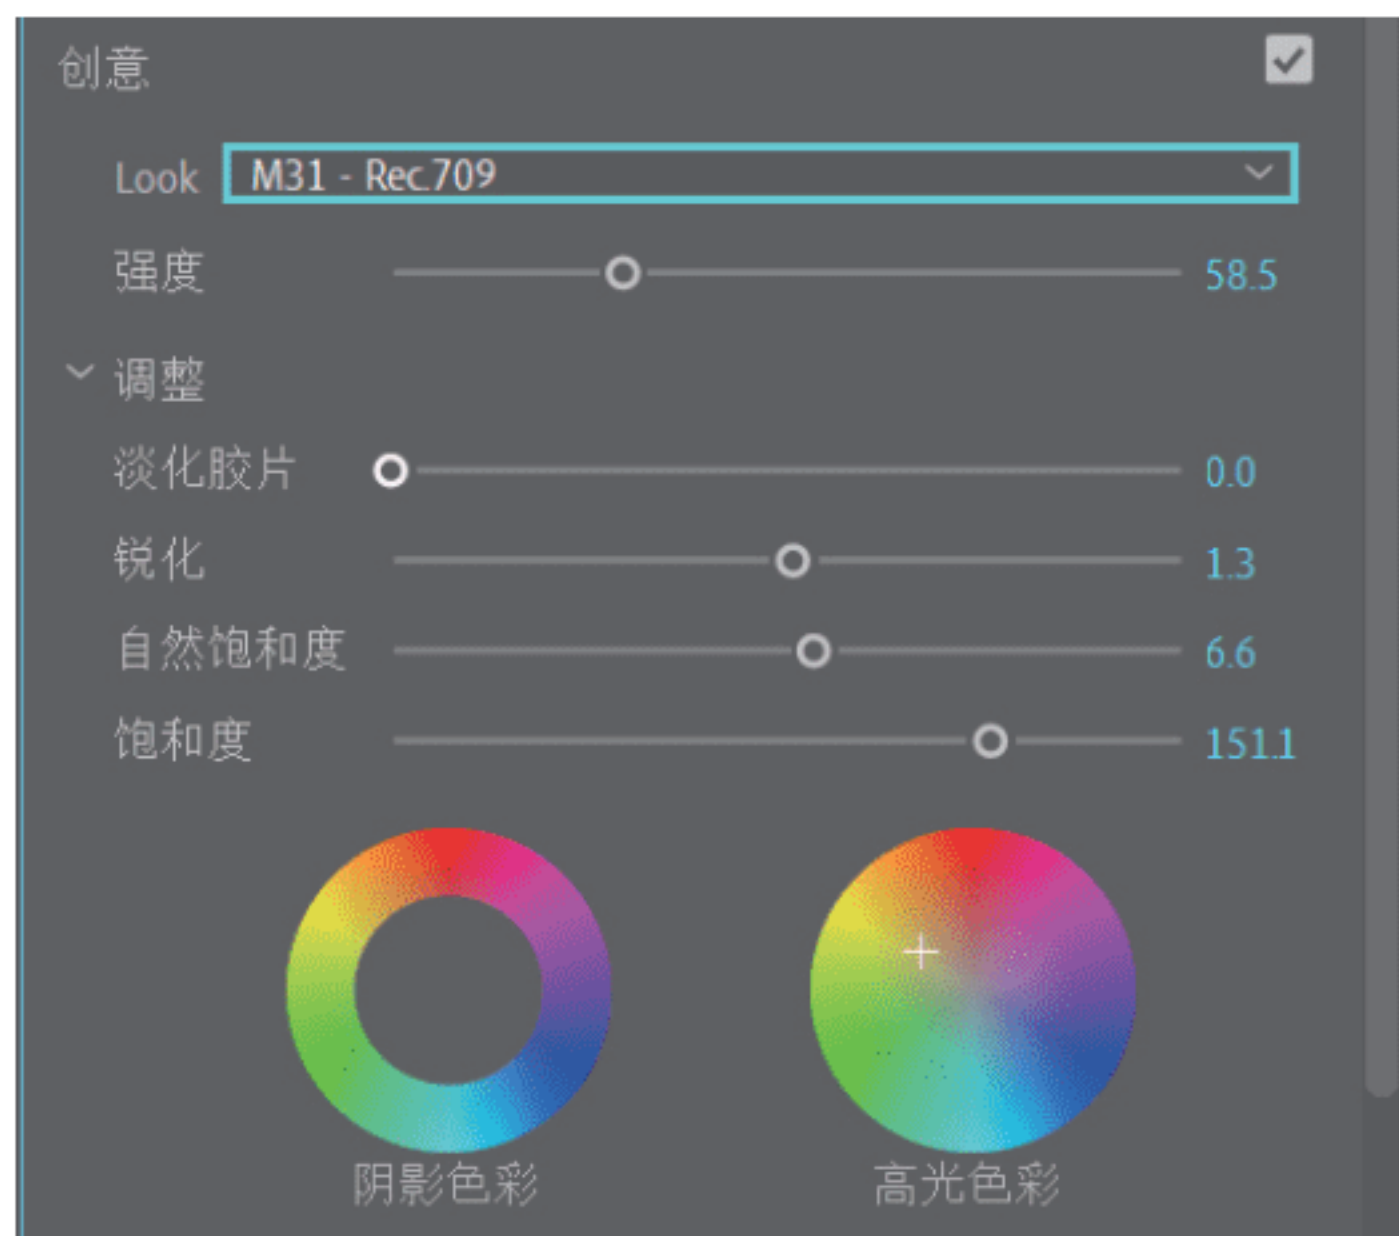 创意
Look M31 - Rec.709
强度 58.5
调整
淡化胶片 0.0
锐化 1.3
自然饱和度 6.6
饱和度 151.1
阴影色彩 高光色彩